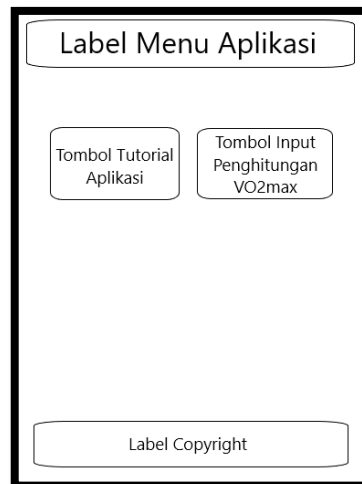 Label Menu Aplikasi
Tombol Tutorial
Aplikasi
Tombol Input
Penghitungan
VO2max
Label Copyright